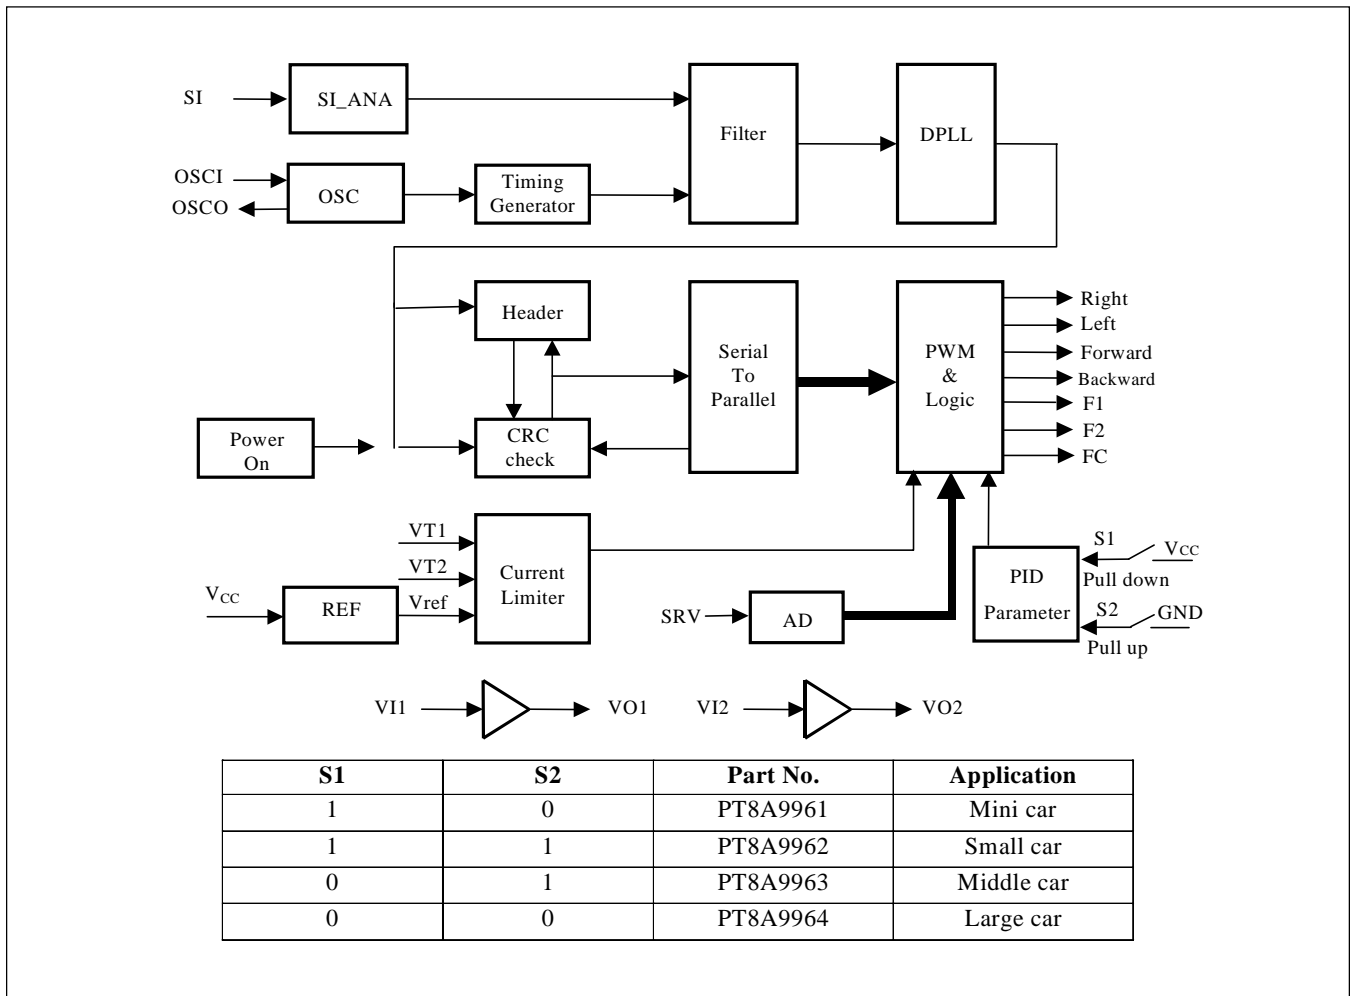 SI
SI_ANA
Filter
DPLL
OSCI
OSCO
OSC
Timing
Generator
Header
Serial
To
Parallel
PWM
&
Logic
Right
Left
Forward
Backward
F1
F2
FC
Power
On
CRC
check
VT1
VT2
Vref
VCC
REF
Current
Limiter
SRV
AD
PID
Parameter
S1
VCC
Pull down
S2
GND
Pull up
VI1
VO1
VI2
VO2
S1 S2 Part No. Application
1 0 PT8A9961 Mini car
1 1 PT8A9962 Small car
0 1 PT8A9963 Middle car
0 0 PT8A9964 Large car